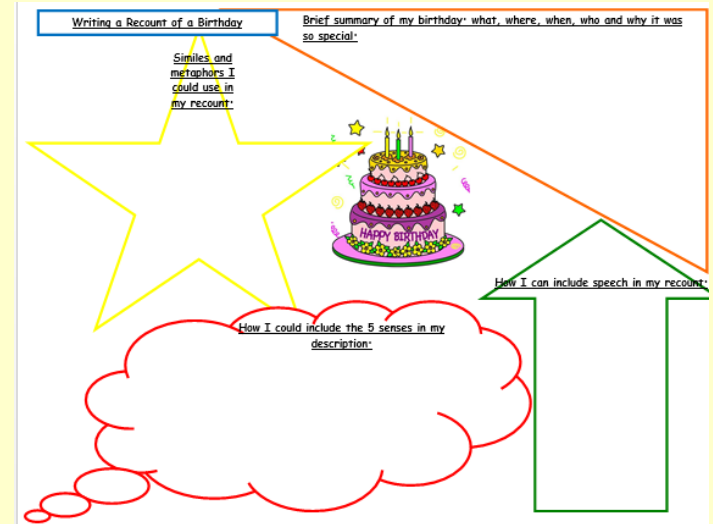 Writing a Recount of a Birthday
Brief summary of my birthday· what, where, when, who and why it was
so special·
Similes and
metaphors I
could use in
my recount·
HAPPY BIRTHDAY
How I can include speech in my recount·
How I could include the 5 senses in my
description·